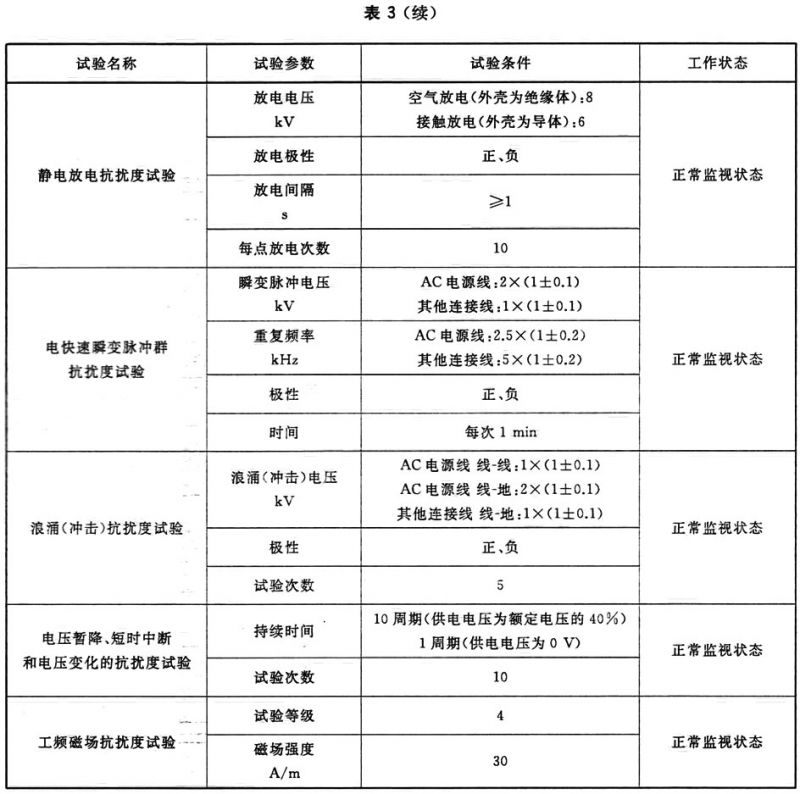 表 3(续)
试验名称 试验参数 试验条件 工作状态
静电放电抗扰度试验
放电电压
kV
空气放电(外壳为绝缘体):8
接触放电(外壳为导体):6
放电极性
正、负
放电间隔
s
≥1
每点放电次数
10
正常监视状态
电快速瞬变脉冲群
抗扰度试验
瞬变脉冲电压
kV
AC 电源线:2×(1±0.1)
其他连接线:1×(1±0.1)
重复频率
kHz
AC 电源线:2.5×(1±0.2)
其他连接线:5×(1±0.2)
极性
正、负
时间
每次 1 min
正常监视状态
浪涌(冲击)抗扰度试验
浪涌(冲击)电压
kV
AC 电源线 线-线:1×(1±0.1)
AC 电源线 线-地:2×(1±0.1)
其他连接线 线-地:1×(1±0.1)
极性
正、负
试验次数
5
正常监视状态
电压暂降、短时中断
和电压变化的抗扰度试验
持续时间
10 周期(供电电压为额定电压的 40%)
1 周期(供电电压为 0 V)
试验次数
10
正常监视状态
工频磁场抗扰度试验
试验等级
4
磁场强度
A/m
30
正常监视状态